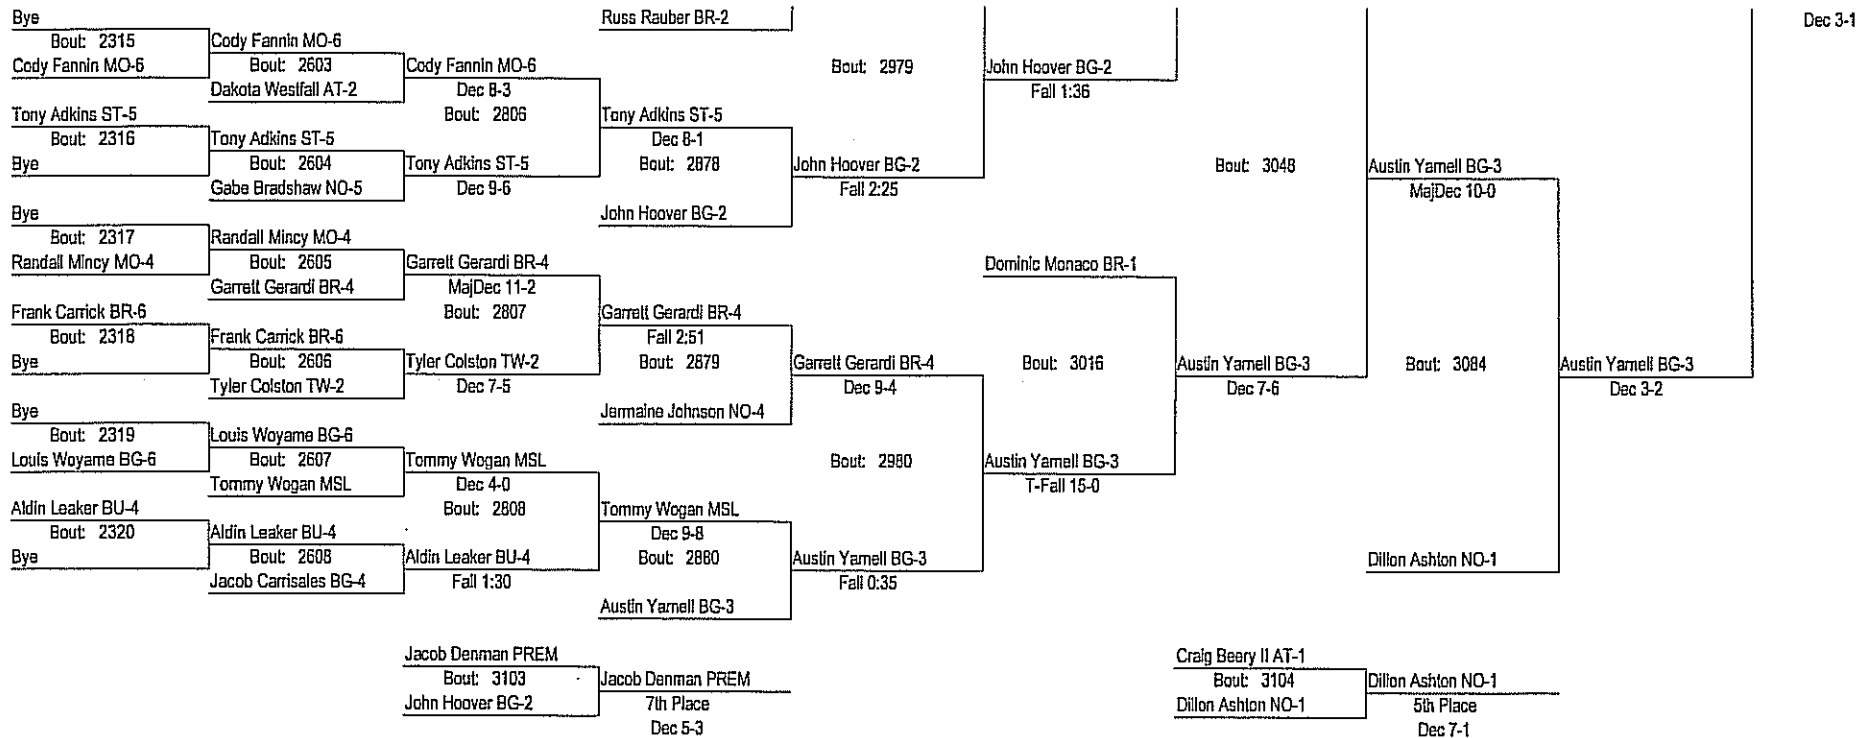 Bye
Bout: 2315
Cody Fannin MO-6
Tony Adkins ST-5
Bout: 2316
Bye
Bye
Bout: 2317
Randall Mincy MO-4
Frank Carrick BR-6
Bout: 2318
Bye
Bye
Bout: 2319
Louis Woyame BG-6
Aldin Leaker BU-4
Bout: 2320
Bye
Cody Fannin MO-6
Bout: 2603
Dakota Westfall AT-2
Tony Adkins ST-5
Bout: 2604
Gabe Bradshaw NO-5
Randall Mincy MO-4
Bout: 2605
Garrett Gerardi BR-4
Frank Carrick BR-6
Bout: 2606
Tyler Colston TW-2
Louis Woyame BG-6
Bout: 2607
Tommy Wogan MSL
Aldin Leaker BU-4
Bout: 2608
Jacob Carrisales BG-4
Cody Fannin MO-6
Dec 8-3
Bout: 2806
Tony Adkins ST-5
Dec 9-6
Garrett Gerardi BR-4
MajDec 11-2
Bout: 2807
Tyler Colston TW-2
Dec 7-5
Tommy Wogan MSL
Dec 4-0
Bout: 2808
Aldin Leaker BU-4
Fall 1:30
Russ Rauber BR-2
Tony Adkins ST-5
Dec 8-1
Bout: 2878
John Hoover BG-2
Garrett Gerardi BR-4
Fall 2:51
Bout: 2879
Jermaine Johnson NO-4
Tommy Wogan MSL
Dec 9-8
Bout: 2880
Austin Yarnell BG-3
Bout: 2979
John Hoover BG-2
Fall 2:25
Garrett Gerardi BR-4
Dec 9-4
Bout: 2980
Austin Yarnell BG-3
Fall 0:35
John Hoover BG-2
Fall 1:36
Dominic Monaco BR-1
Bout: 3016
Austin Yarnell BG-3
T-Fall 15-0
Bout: 3048
Austin Yarnell BG-3
Dec 7-6
Austin Yarnell BG-3
MajDec 10-0
Bout: 3084
Dillon Ashton NO-1
Austin Yarnell BG-3
Dec 3-2
Dec 3-1
Jacob Denman PREM
Bout: 3103
John Hoover BG-2
Jacob Denman PREM
7th Place
Dec 5-3
Craig Beery II AT-1
Bout: 3104
Dillon Ashton NO-1
Dillon Ashton NO-1
5th Place
Dec 7-1